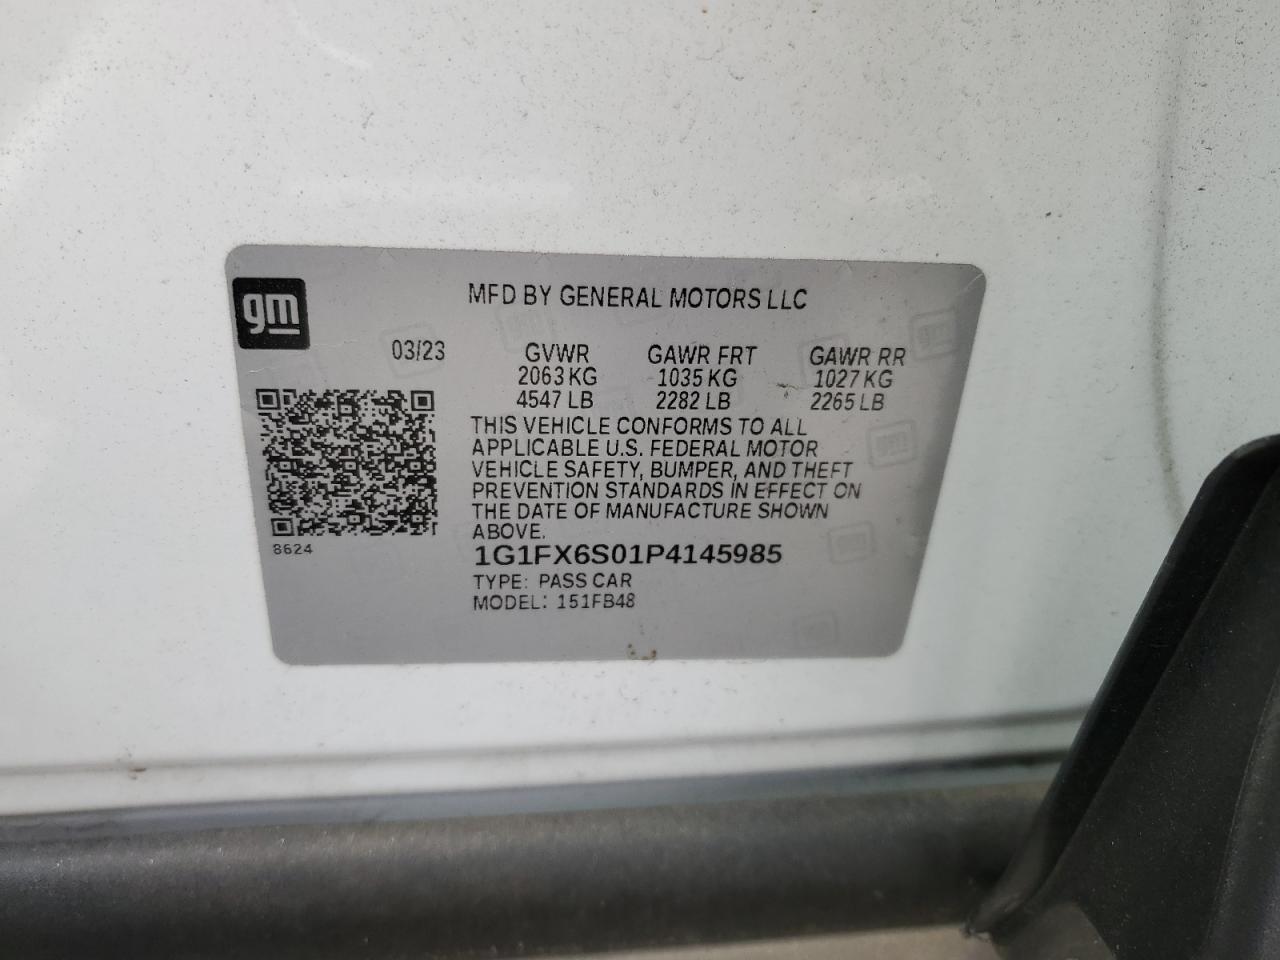 gm
MFD BY GENERAL MOTORS LLC
03/23 GVWR GAWR FRT GAWR RR
2063 KG 1035 KG 1027 KG
4547 LB 2282 LB 2265 LB
THIS VEHICLE CONFORMS TO ALL
APPLICABLE U.S. FEDERAL MOTOR
VEHICLE SAFETY, BUMPER, AND THEFT
PREVENTION STANDARDS IN EFFECT ON
THE DATE OF MANUFACTURE SHOWN
ABOVE.
8624
1G1FX6S01P4145985
TYPE: PASS CAR
MODEL: 151FB48